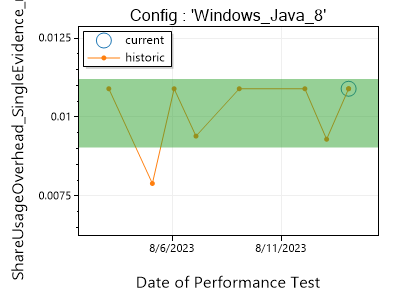 Config : 'Windows_Java_8'
ShareUsageOverhead_SingleEvidence_
current
historic
0.0125
0.01
0.0075
8/6/2023
8/11/2023
Date of Performance Test